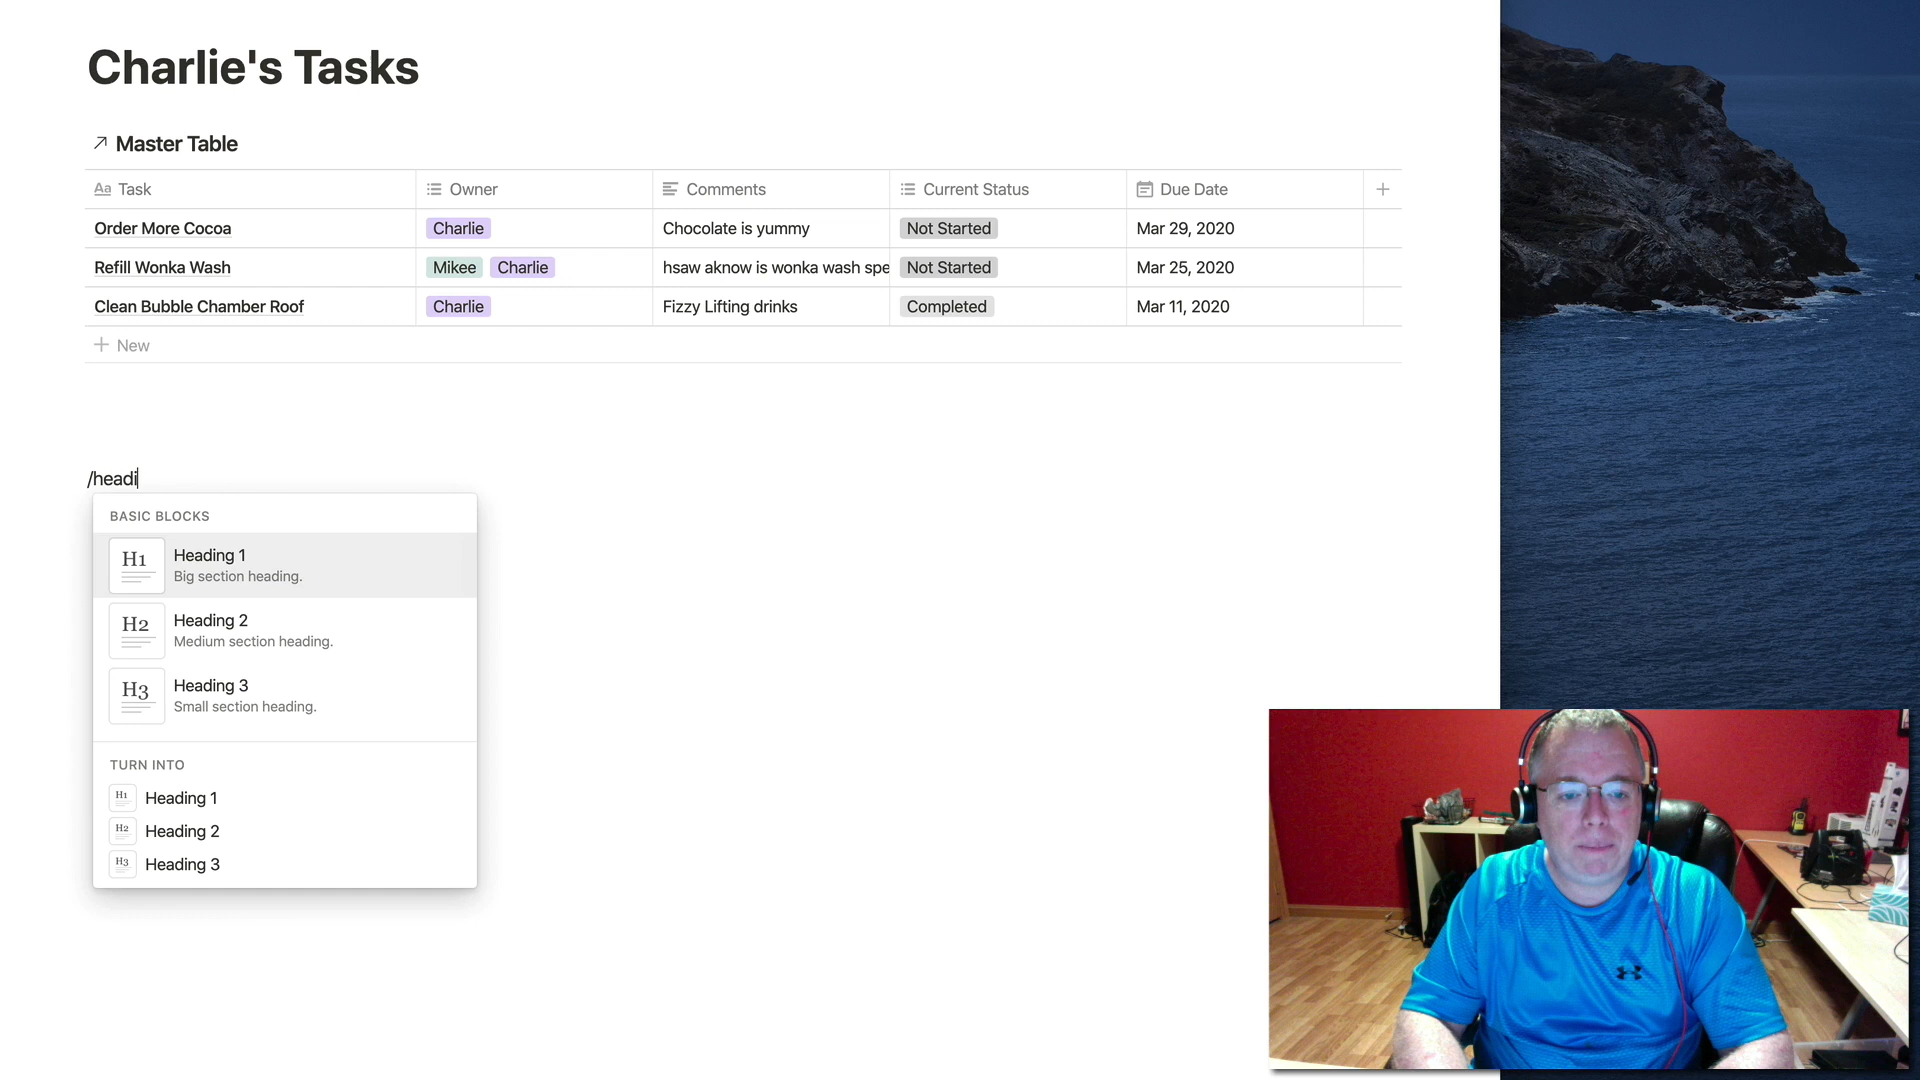 Charlie's Tasks
Master Table
Aa Task Owner Comments Current Status Due Date
Order More Cocoa Charlie Chocolate is yummy Not Started Mar 29, 2020
Refill Wonka Wash Mikee Charlie hsaw aknow is wonka wash spe Not Started Mar 25, 2020
Clean Bubble Chamber Roof Charlie Fizzy Lifting drinks Completed Mar 11, 2020
New
/headi
BASIC BLOCKS
H1 Heading 1
Big section heading.
H2 Heading 2
Medium section heading.
H3 Heading 3
Small section heading.
TURN INTO
H1 Heading 1
H2 Heading 2
H3 Heading 3